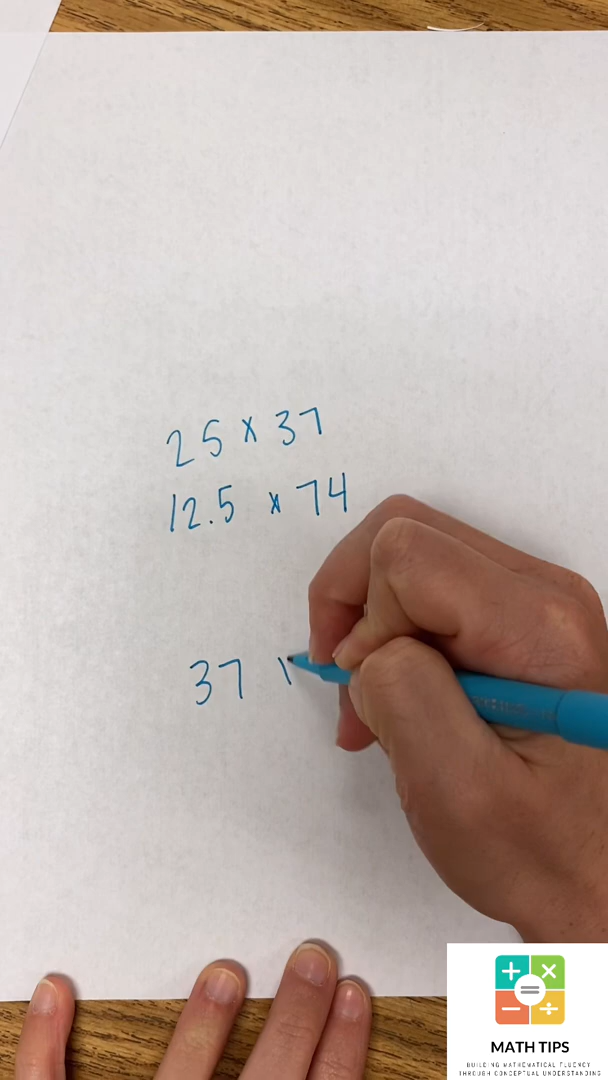 25 x 37
12.5 x 74
37
MATH TIPS
BUILDING MATHEMATICAL FLUENCY
THROUGH CONCEPTUAL UNDERSTANDING